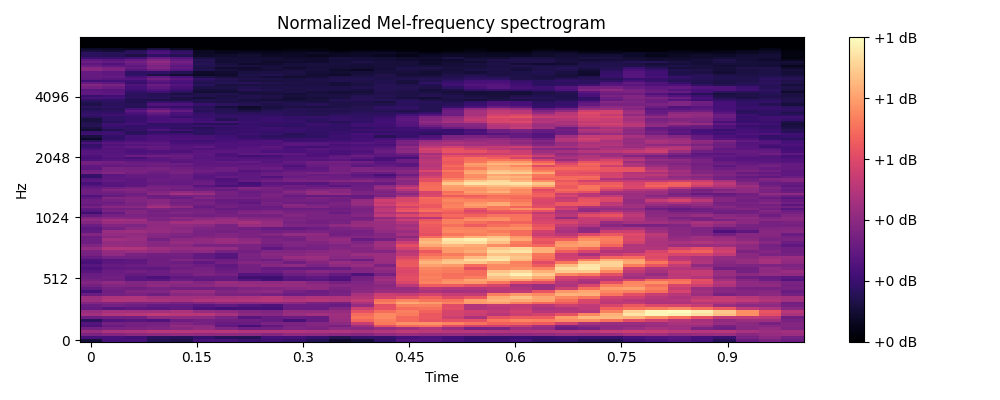 Normalized Mel-frequency spectrogram
Hz
4096
2048
1024
512
0
0 0.15 0.3 0.45 0.6 0.75 0.9
Time
+1 dB
+1 dB
+1 dB
+0 dB
+0 dB
+0 dB